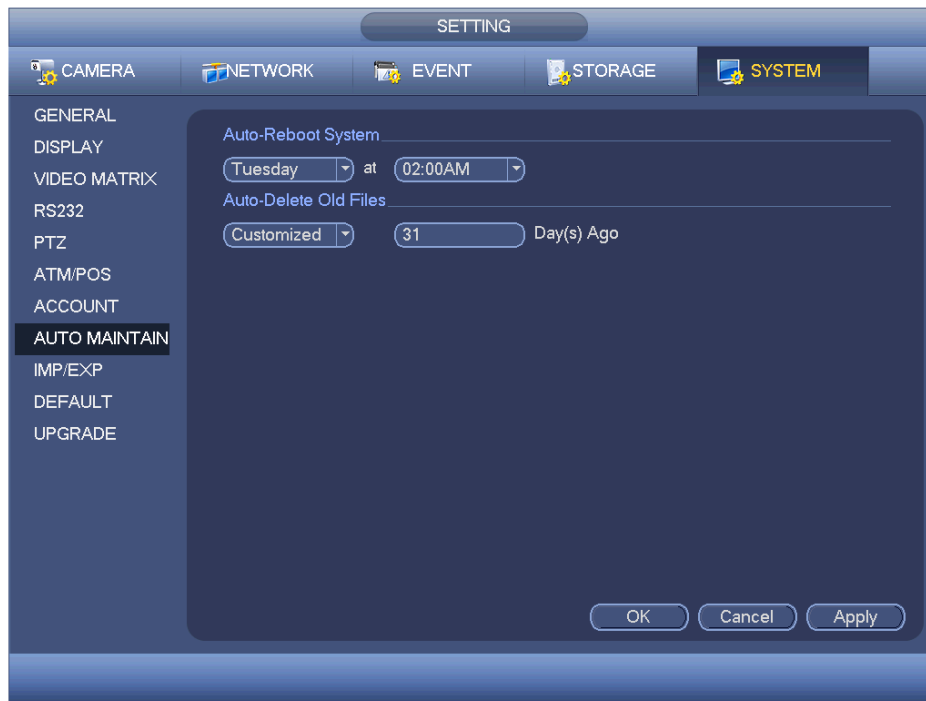 SETTING
CAMERA NETWORK EVENT STORAGE SYSTEM
GENERAL
DISPLAY
VIDEO MATRIX
RS232
PTZ
ATM/POS
ACCOUNT
AUTO MAINTAIN
IMP/EXP
DEFAULT
UPGRADE
Auto-Reboot System
Tuesday at 02:00AM
Auto-Delete Old Files
Customized 31 Day(s) Ago
OK Cancel Apply